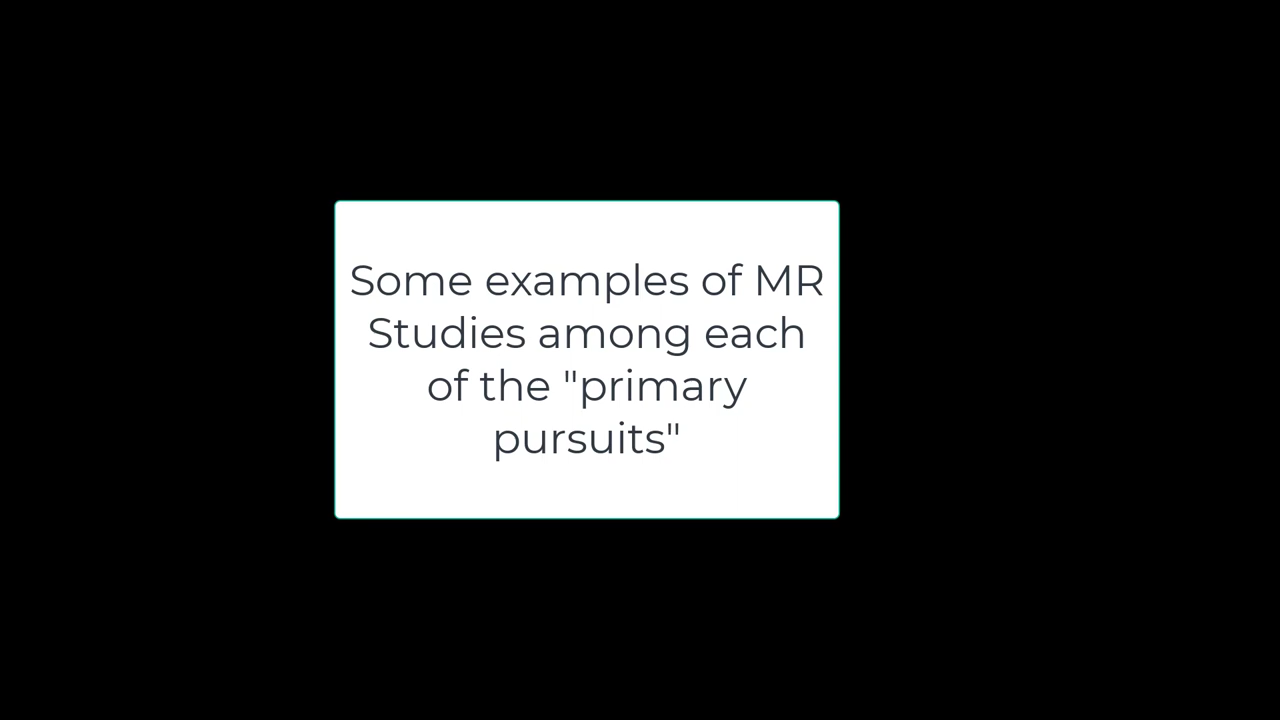 Some examples of MR
Studies among each
of the "primary
pursuits"